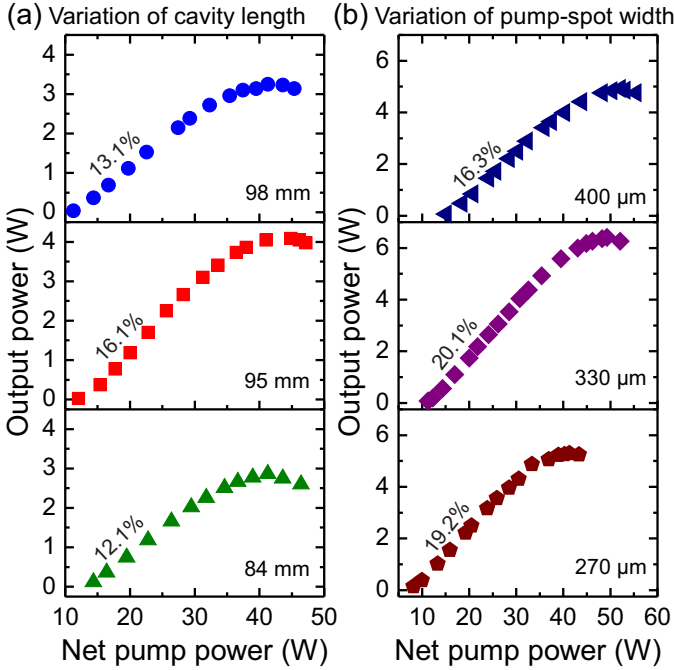 (a) Variation of cavity length
(b) Variation of pump-spot width
Output power (W)
4
3
2
1
0
13.1%
98 mm
4
3
2
1
0
16.1%
95 mm
4
3
2
1
0
12.1%
84 mm
10 20 30 40 50
Net pump power (W)
Output power (W)
6
4
2
0
16.3%
400 µm
6
4
2
0
20.1%
330 µm
6
4
2
0
19.2%
270 µm
10 20 30 40 50 60
Net pump power (W)